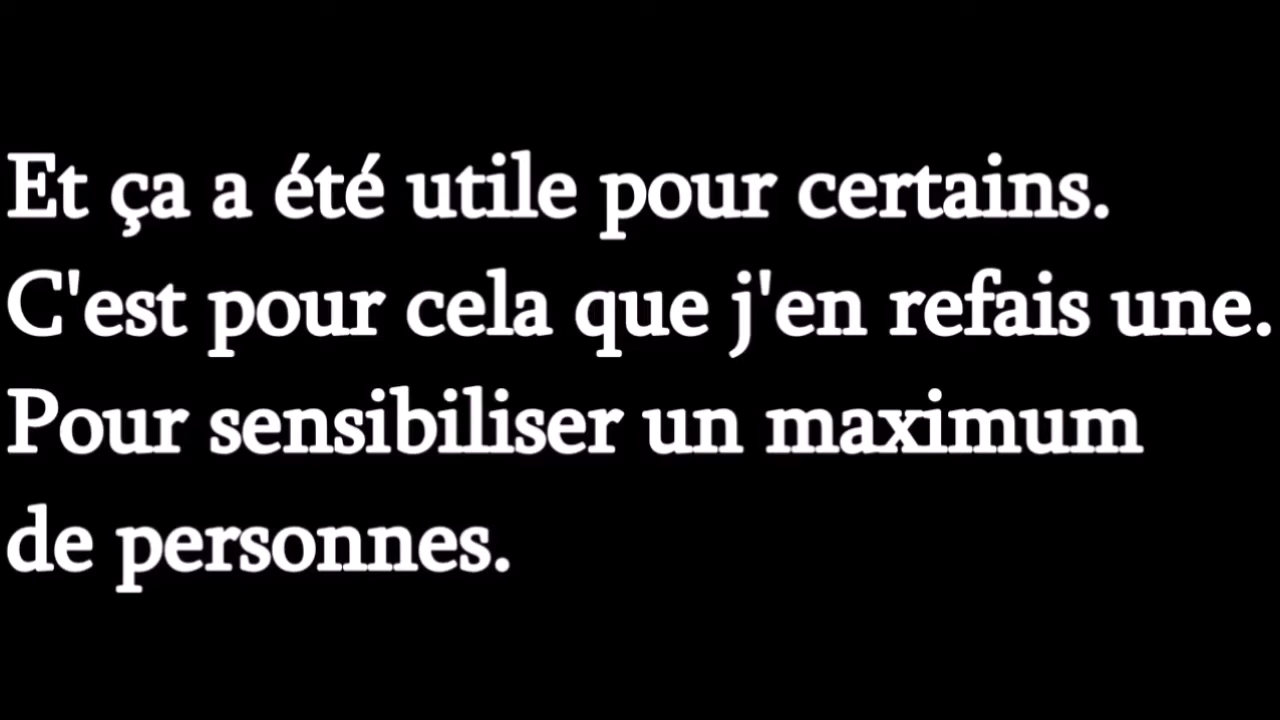 Et ça a été utile pour certains.
C'est pour cela que j'en refais une.
Pour sensibiliser un maximum
de personnes.